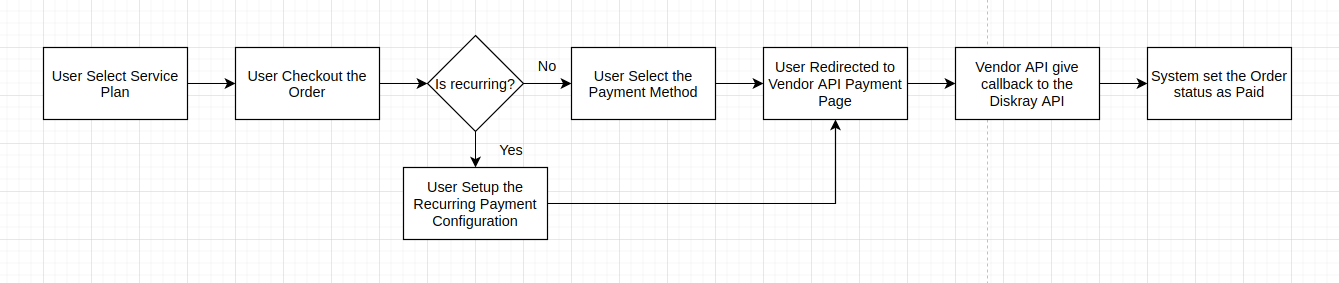 User Select Service
Plan
User Checkout the
Order
Is recurring?
No
User Select the
Payment Method
User Redirected to
Vendor API Payment
Page
Vendor API give
callback to the
Diskray API
System set the Order
status as Paid
Yes
User Setup the
Recurring Payment
Configuration